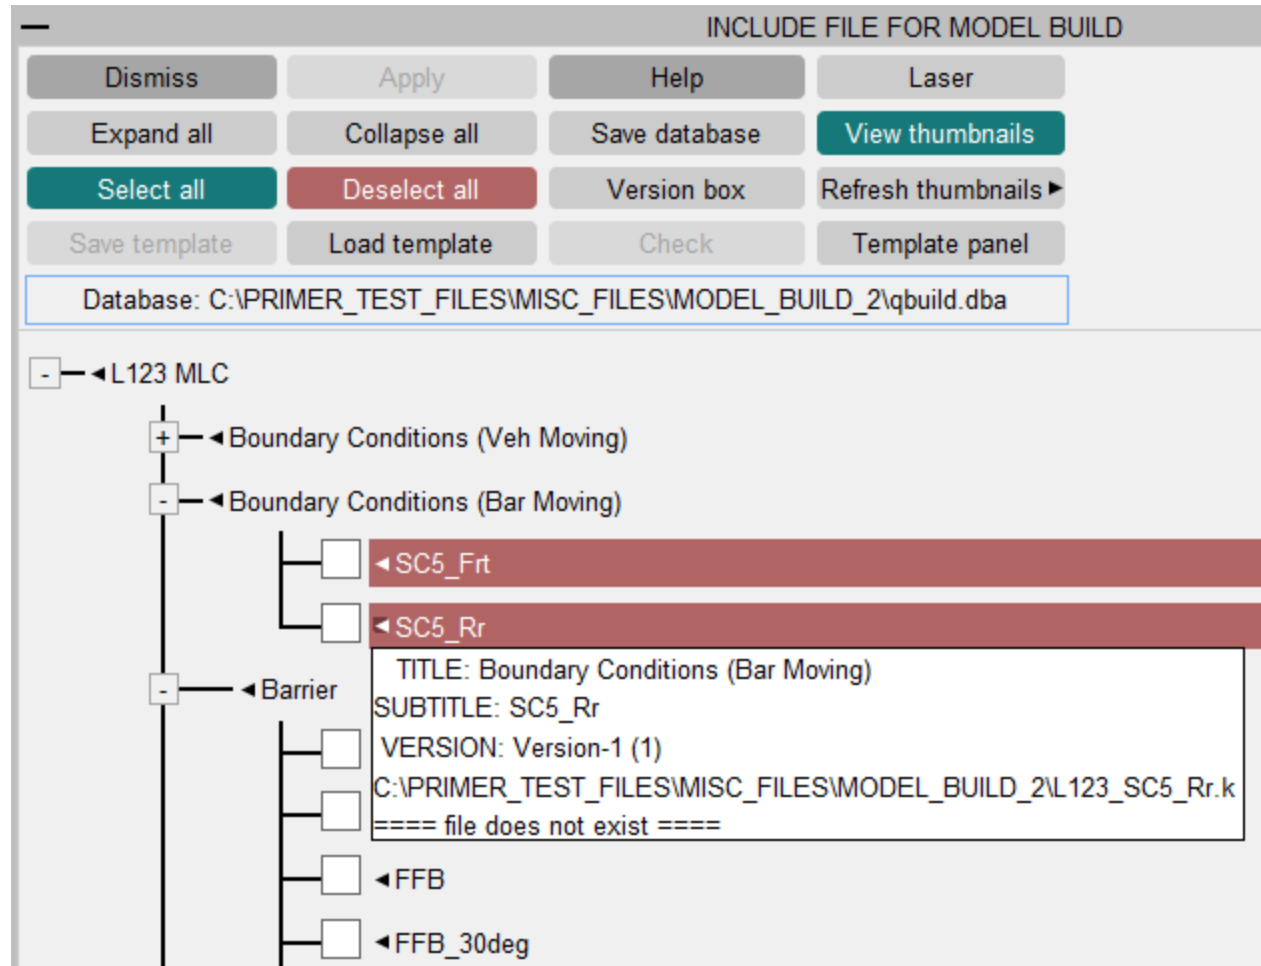 INCLUDE FILE FOR MODEL BUILD
Dismiss Apply Help Laser
Expand all Collapse all Save database View thumbnails
Select all Deselect all Version box Refresh thumbnails
Save template Load template Check Template panel
Database: C:\PRIMER_TEST_FILES\MISC_FILES\MODEL_BUILD_2\qbuild.dba
- L123 MLC
+ Boundary Conditions (Veh Moving)
- Boundary Conditions (Bar Moving)
SC5_Frt
SC5_Rr
TITLE: Boundary Conditions (Bar Moving)
SUBTITLE: SC5_Rr
VERSION: Version-1 (1)
C:\PRIMER_TEST_FILES\MISC_FILES\MODEL_BUILD_2\L123_SC5_Rr.k
==== file does not exist ====
- Barrier
FFB
FFB_30deg